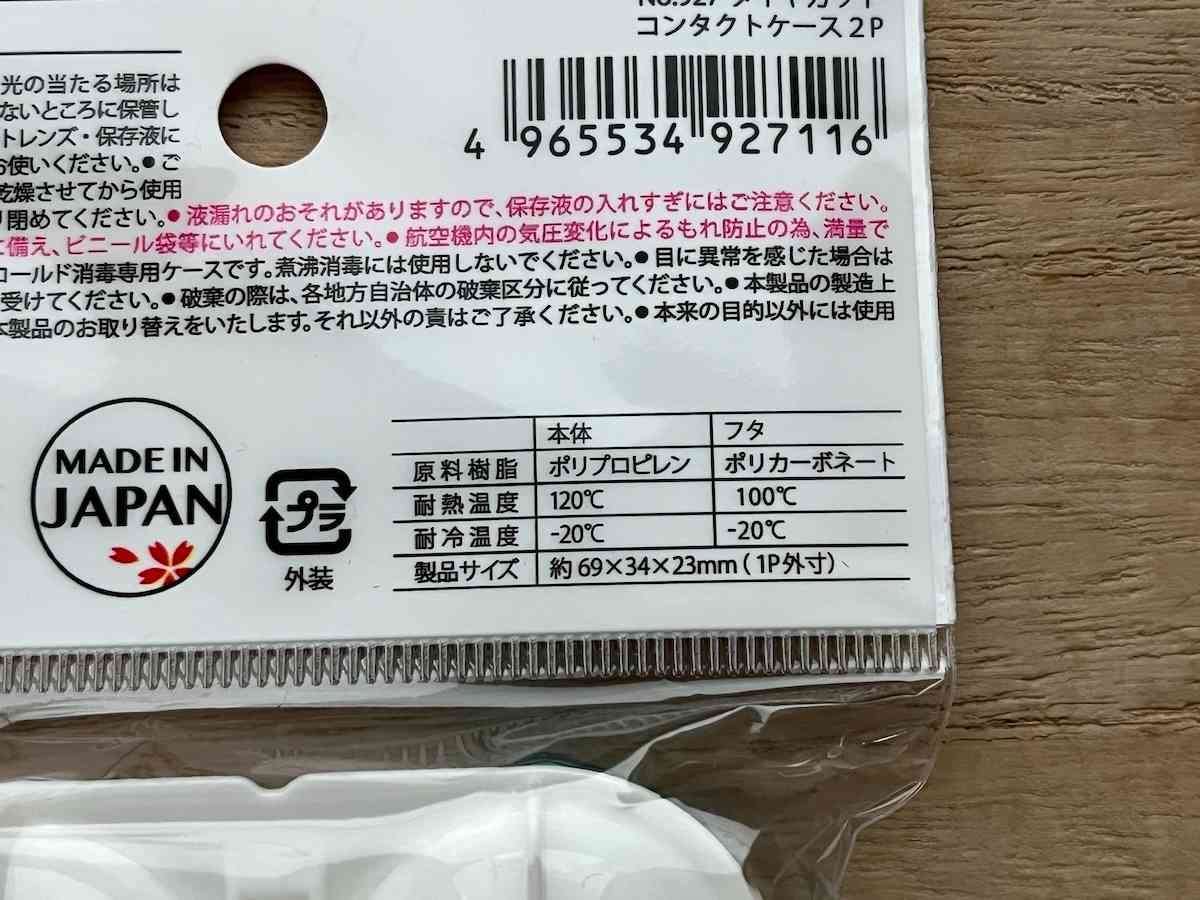 コンタクトケース2P
4 965534 927116
光の当たる場所は
ないところに保管し
トレンズ・保存液に
お使いください。●ご
乾燥させてから使用
り閉めてください。●液漏れのおそれがありますので、保存液の入れすぎにはご注意ください。
に備え、ビニール袋等にいれてください。●航空機内の気圧変化によるもれ防止の為、満量で
コールド消毒専用ケースです。煮沸消毒には使用しないでください。●目に異常を感じた場合は
受けてください。●破棄の際は、各地方自治体の破棄区分に従ってください。●本製品の製造上
本製品のお取り替えをいたします。それ以外の責はご了承ください。●本来の目的以外には使用
MADE IN
JAPAN
プラ
外装
本体 フタ
原料樹脂 ポリプロピレン ポリカーボネート
耐熱温度 120℃ 100℃
耐冷温度 -20℃ -20℃
製品サイズ 約69×34×23mm(1P外寸)